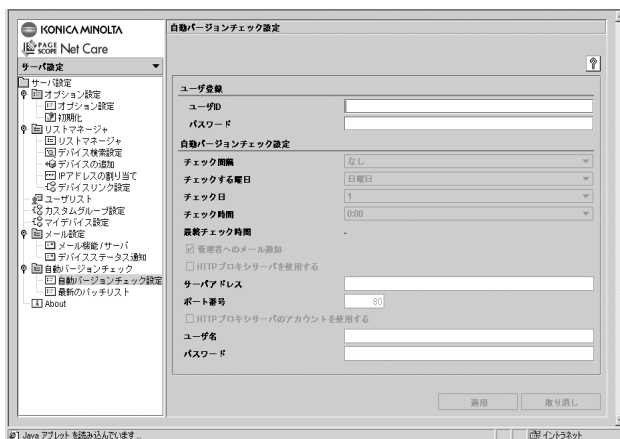 KONICA MINOLTA
PAGE SCOPE Net Care
サーバ設定
サーバ設定
オプション設定
オプション設定
初期化
リストマネージャ
リストマネージャ
デバイス検索設定
デバイスの追加
IPアドレスの割り当て
デバイスリンク設定
ユーザリスト
カスタムグループ設定
マイデバイス設定
メール設定
メール機能/サーバ
デバイスステータス通知
自動バージョンチェック
自動バージョンチェック設定
最新のパッチリスト
About
自動バージョンチェック設定
?
ユーザ登録
ユーザID
パスワード
自動バージョンチェック設定
チェック間隔 なし
チェックする曜日 日曜日
チェック日 1
チェック時間 0:00
最終チェック時間 -
管理者へのメール通知
HTTPプロキシサーバを使用する
サーバアドレス
ポート番号 80
HTTPプロキシサーバのアカウントを使用する
ユーザ名
パスワード
適用 取り消し
Java アプレット を読み込んでいます ..
イントラネット